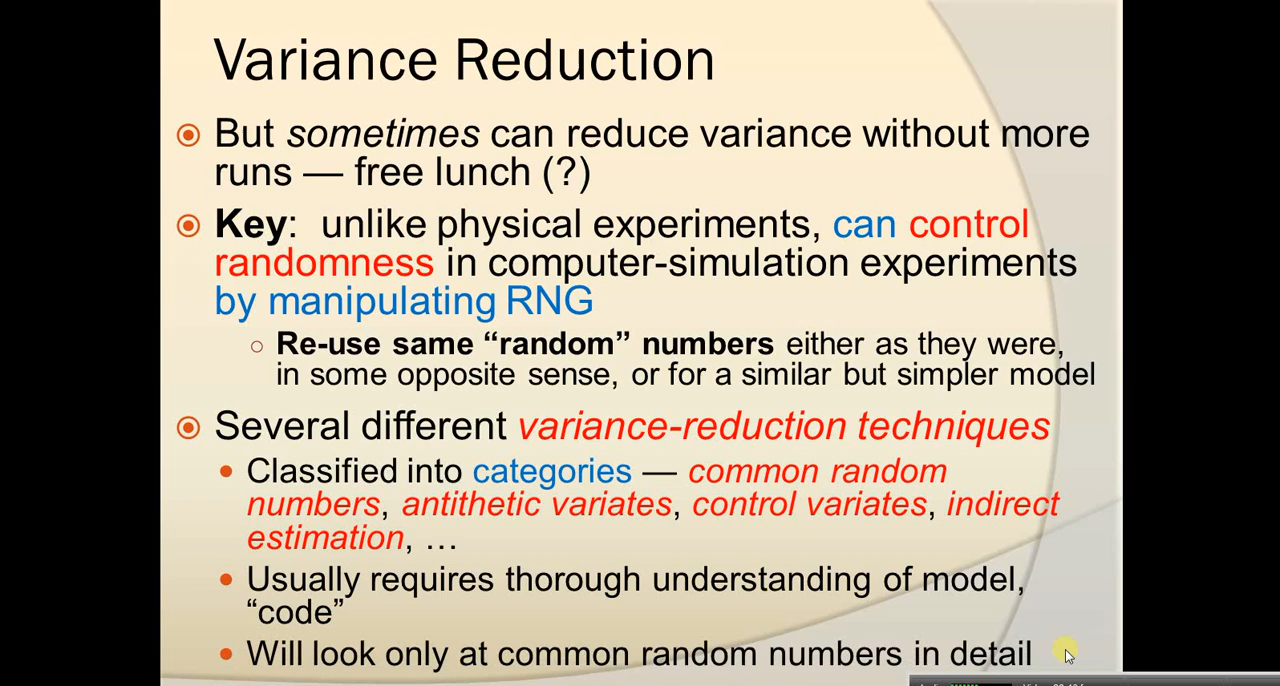 Variance Reduction
But sometimes can reduce variance without more
runs — free lunch (?)
Key: unlike physical experiments, can control
randomness in computer-simulation experiments
by manipulating RNG
Re-use same “random” numbers either as they were,
in some opposite sense, or for a similar but simpler model
Several different variance-reduction techniques
Classified into categories — common random
numbers, antithetic variates, control variates, indirect
estimation, …
Usually requires thorough understanding of model,
“code”
Will look only at common random numbers in detail